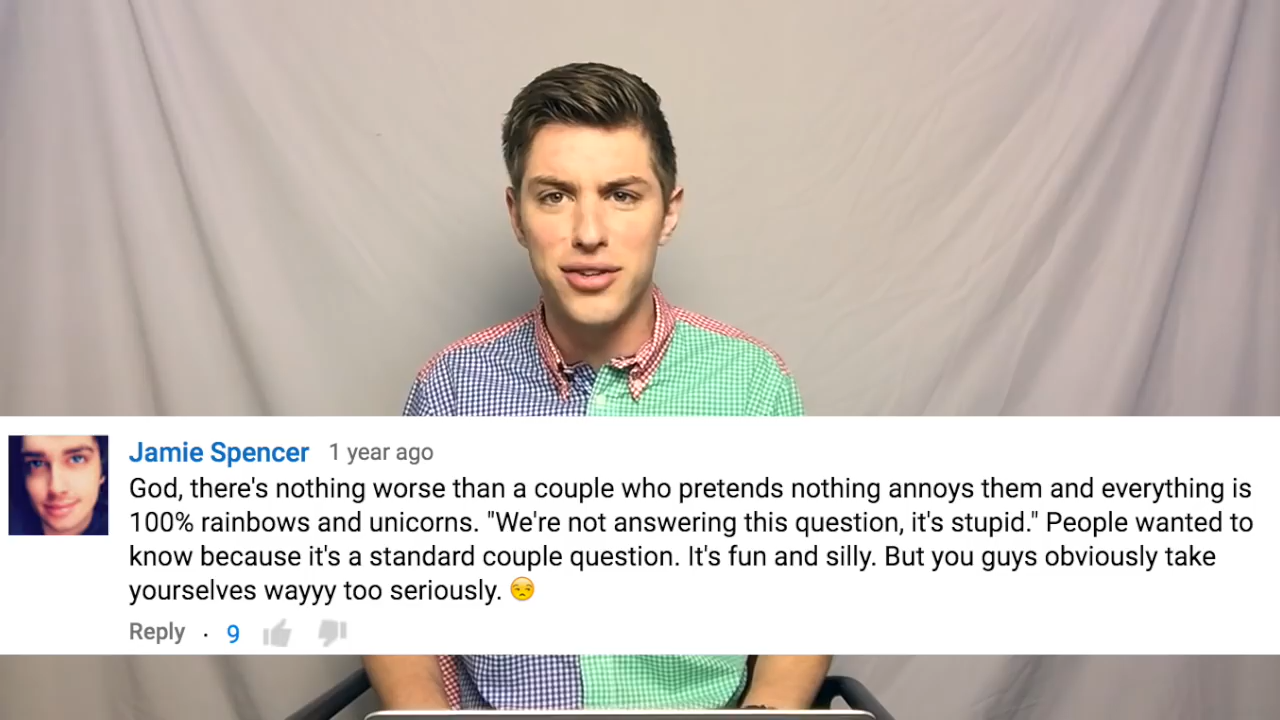 Jamie Spencer 1 year ago
God, there's nothing worse than a couple who pretends nothing annoys them and everything is
100% rainbows and unicorns. "We're not answering this question, it's stupid." People wanted to
know because it's a standard couple question. It's fun and silly. But you guys obviously take
yourselves wayyy too seriously. 😒
Reply · 9